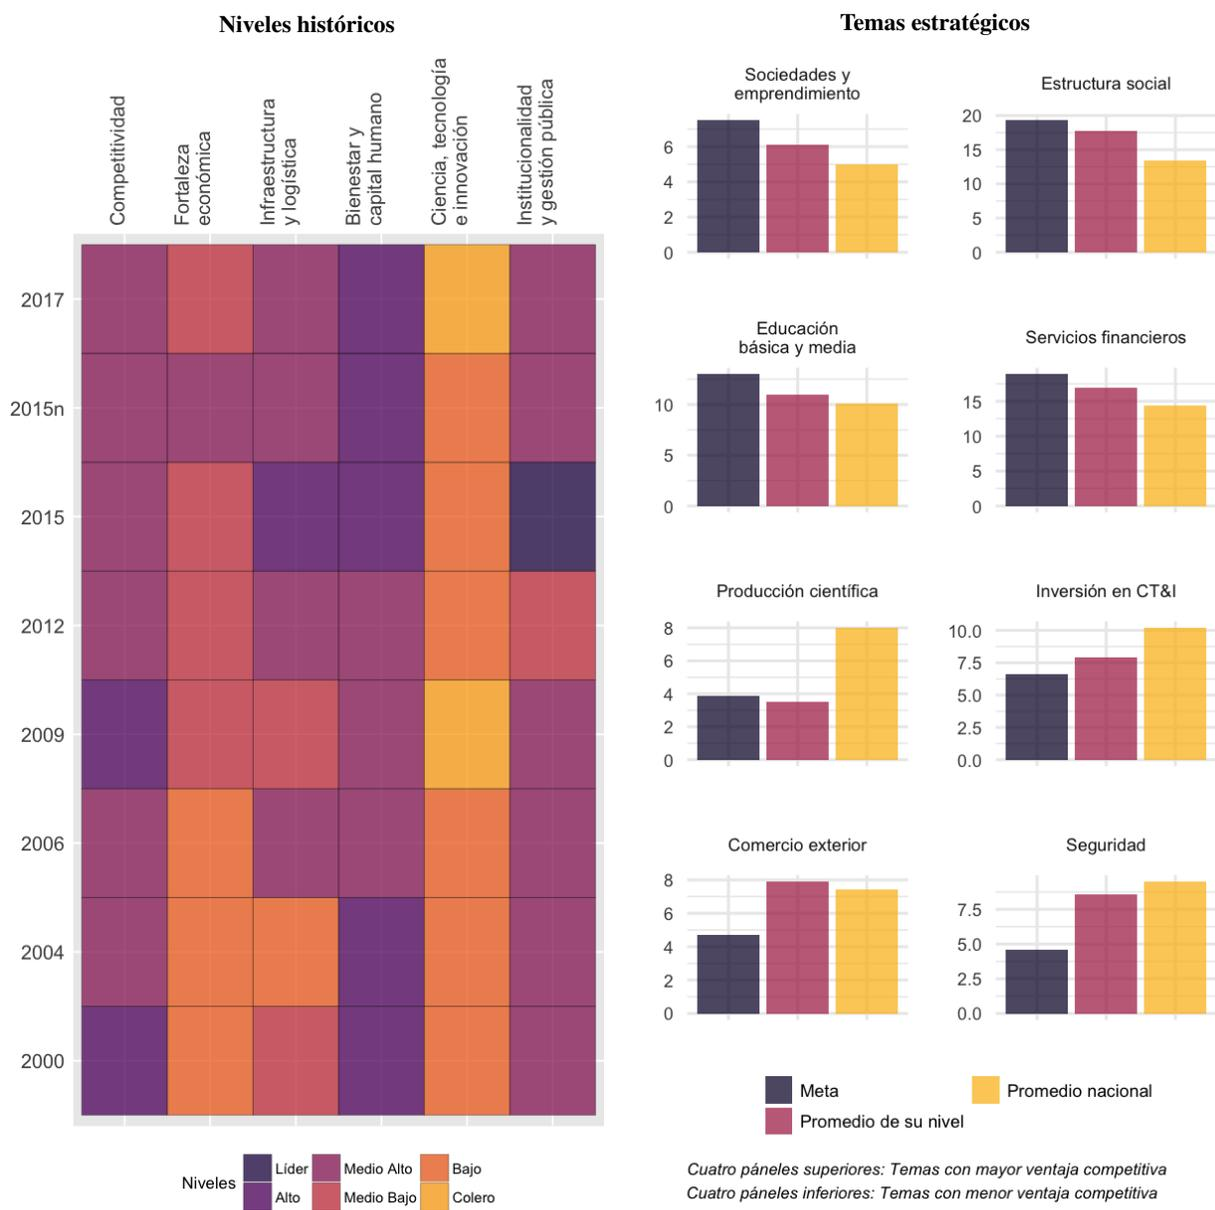 Niveles históricos
Competitividad
Fortaleza
económica
Infraestructura
y logística
Bienestar y
capital humano
Ciencia, tecnología
e innovación
Institucionalidad
y gestión pública
2017
2015n
2015
2012
2009
2006
2004
2000
Niveles
Líder
Medio Alto
Bajo
Alto
Medio Bajo
Colero
Temas estratégicos
Sociedades y
emprendimiento
6
4
2
0
Estructura social
20
15
10
5
0
Educación
básica y media
10
5
0
Servicios financieros
15
10
5
0
Producción científica
8
6
4
2
0
Inversión en CT&I
10.0
7.5
5.0
2.5
0.0
Comercio exterior
8
6
4
2
0
Seguridad
7.5
5.0
2.5
0.0
Meta
Promedio nacional
Promedio de su nivel
Cuatro páneles superiores: Temas con mayor ventaja competitiva
Cuatro páneles inferiores: Temas con menor ventaja competitiva